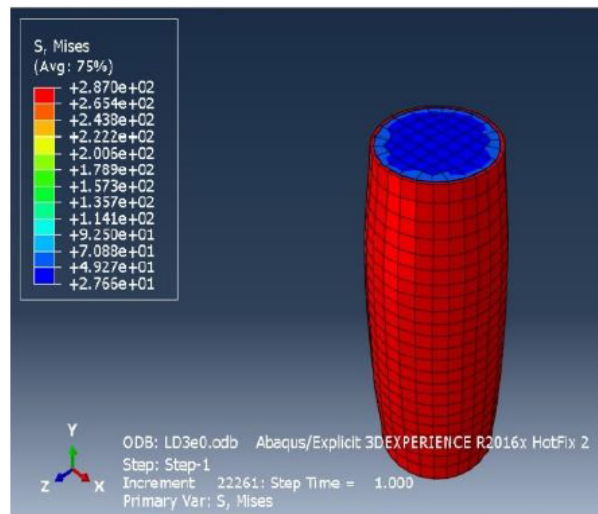 S, Mises
(Avg: 75%)
+2.870e+02
+2.654e+02
+2.438e+02
+2.222e+02
+2.006e+02
+1.789e+02
+1.573e+02
+1.357e+02
+1.141e+02
+9.250e+01
+7.088e+01
+4.927e+01
+2.766e+01
Y
Z X
ODB: LD3e0.odb Abaqus/Explicit 3DEXPERIENCE R2016x HotFix 2
Step: Step-1
Increment 22261: Step Time = 1.000
Primary Var: S, Mises